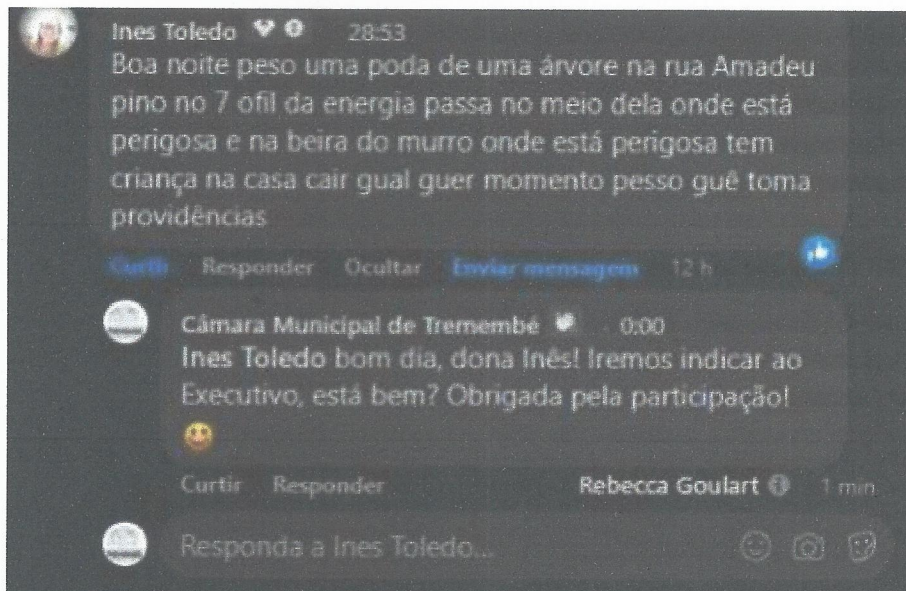 Ines Toledo 28:53
Boa noite peso uma poda de uma árvore na rua Amadeu
pino no 7 ofil da energia passa no meio dela onde está
perigosa e na beira do murro onde está perigosa tem
criança na casa cair gual guer momento pesso guê toma
providências
Curtir Responder Ocultar Enviar mensagem 12 h
Câmara Municipal de Tremembé 0:00
Ines Toledo bom dia, dona Inês! Iremos indicar ao
Executivo, está bem? Obrigada pela participação!
Curtir Responder Rebecca Goulart 1 min
Responda a Ines Toledo...